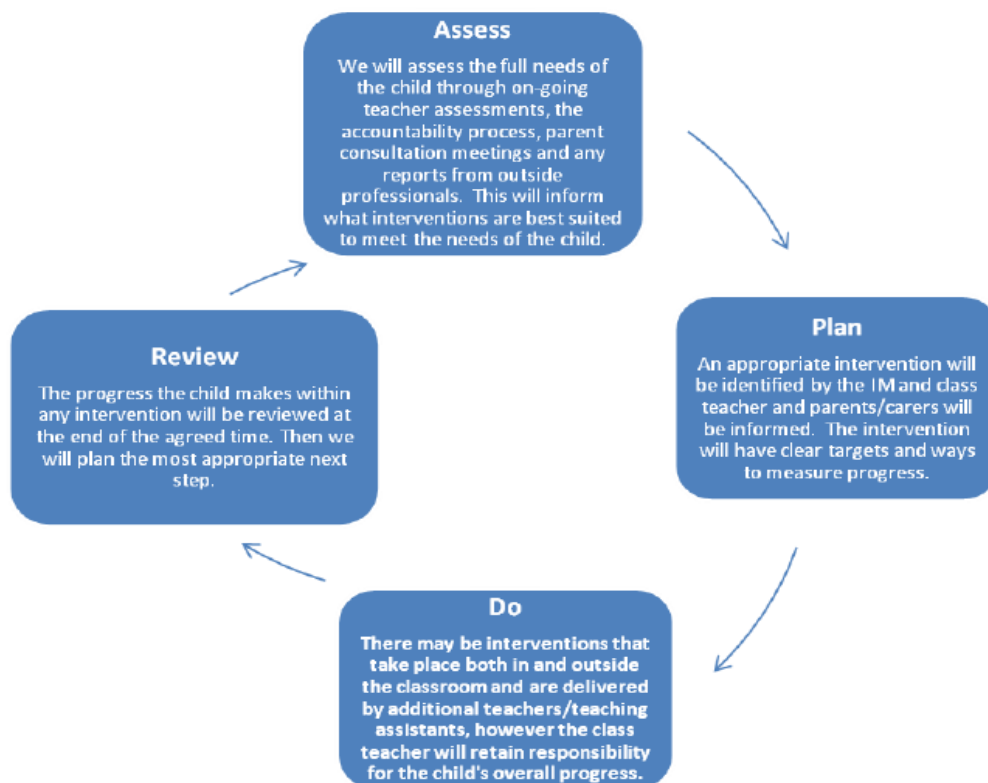 Assess
We will assess the full needs of
the child through on-going
teacher assessments, the
accountability process, parent
consultation meetings and any
reports from outside
professionals.  This will inform
what interventions are best suited
to meet the needs of the child.
Plan
An appropriate intervention will
be identified by the IM and class
teacher and parents/carers will
be informed.  The intervention
will have clear targets and ways
to measure progress.
Do
There may be interventions that
take place both in and outside
the classroom and are delivered
by additional teachers/teaching
assistants, however the class
teacher will retain responsibility
for the child's overall progress.
Review
The progress the child makes within
any intervention will be reviewed at
the end of the agreed time. Then we
will plan the most appropriate next
step.